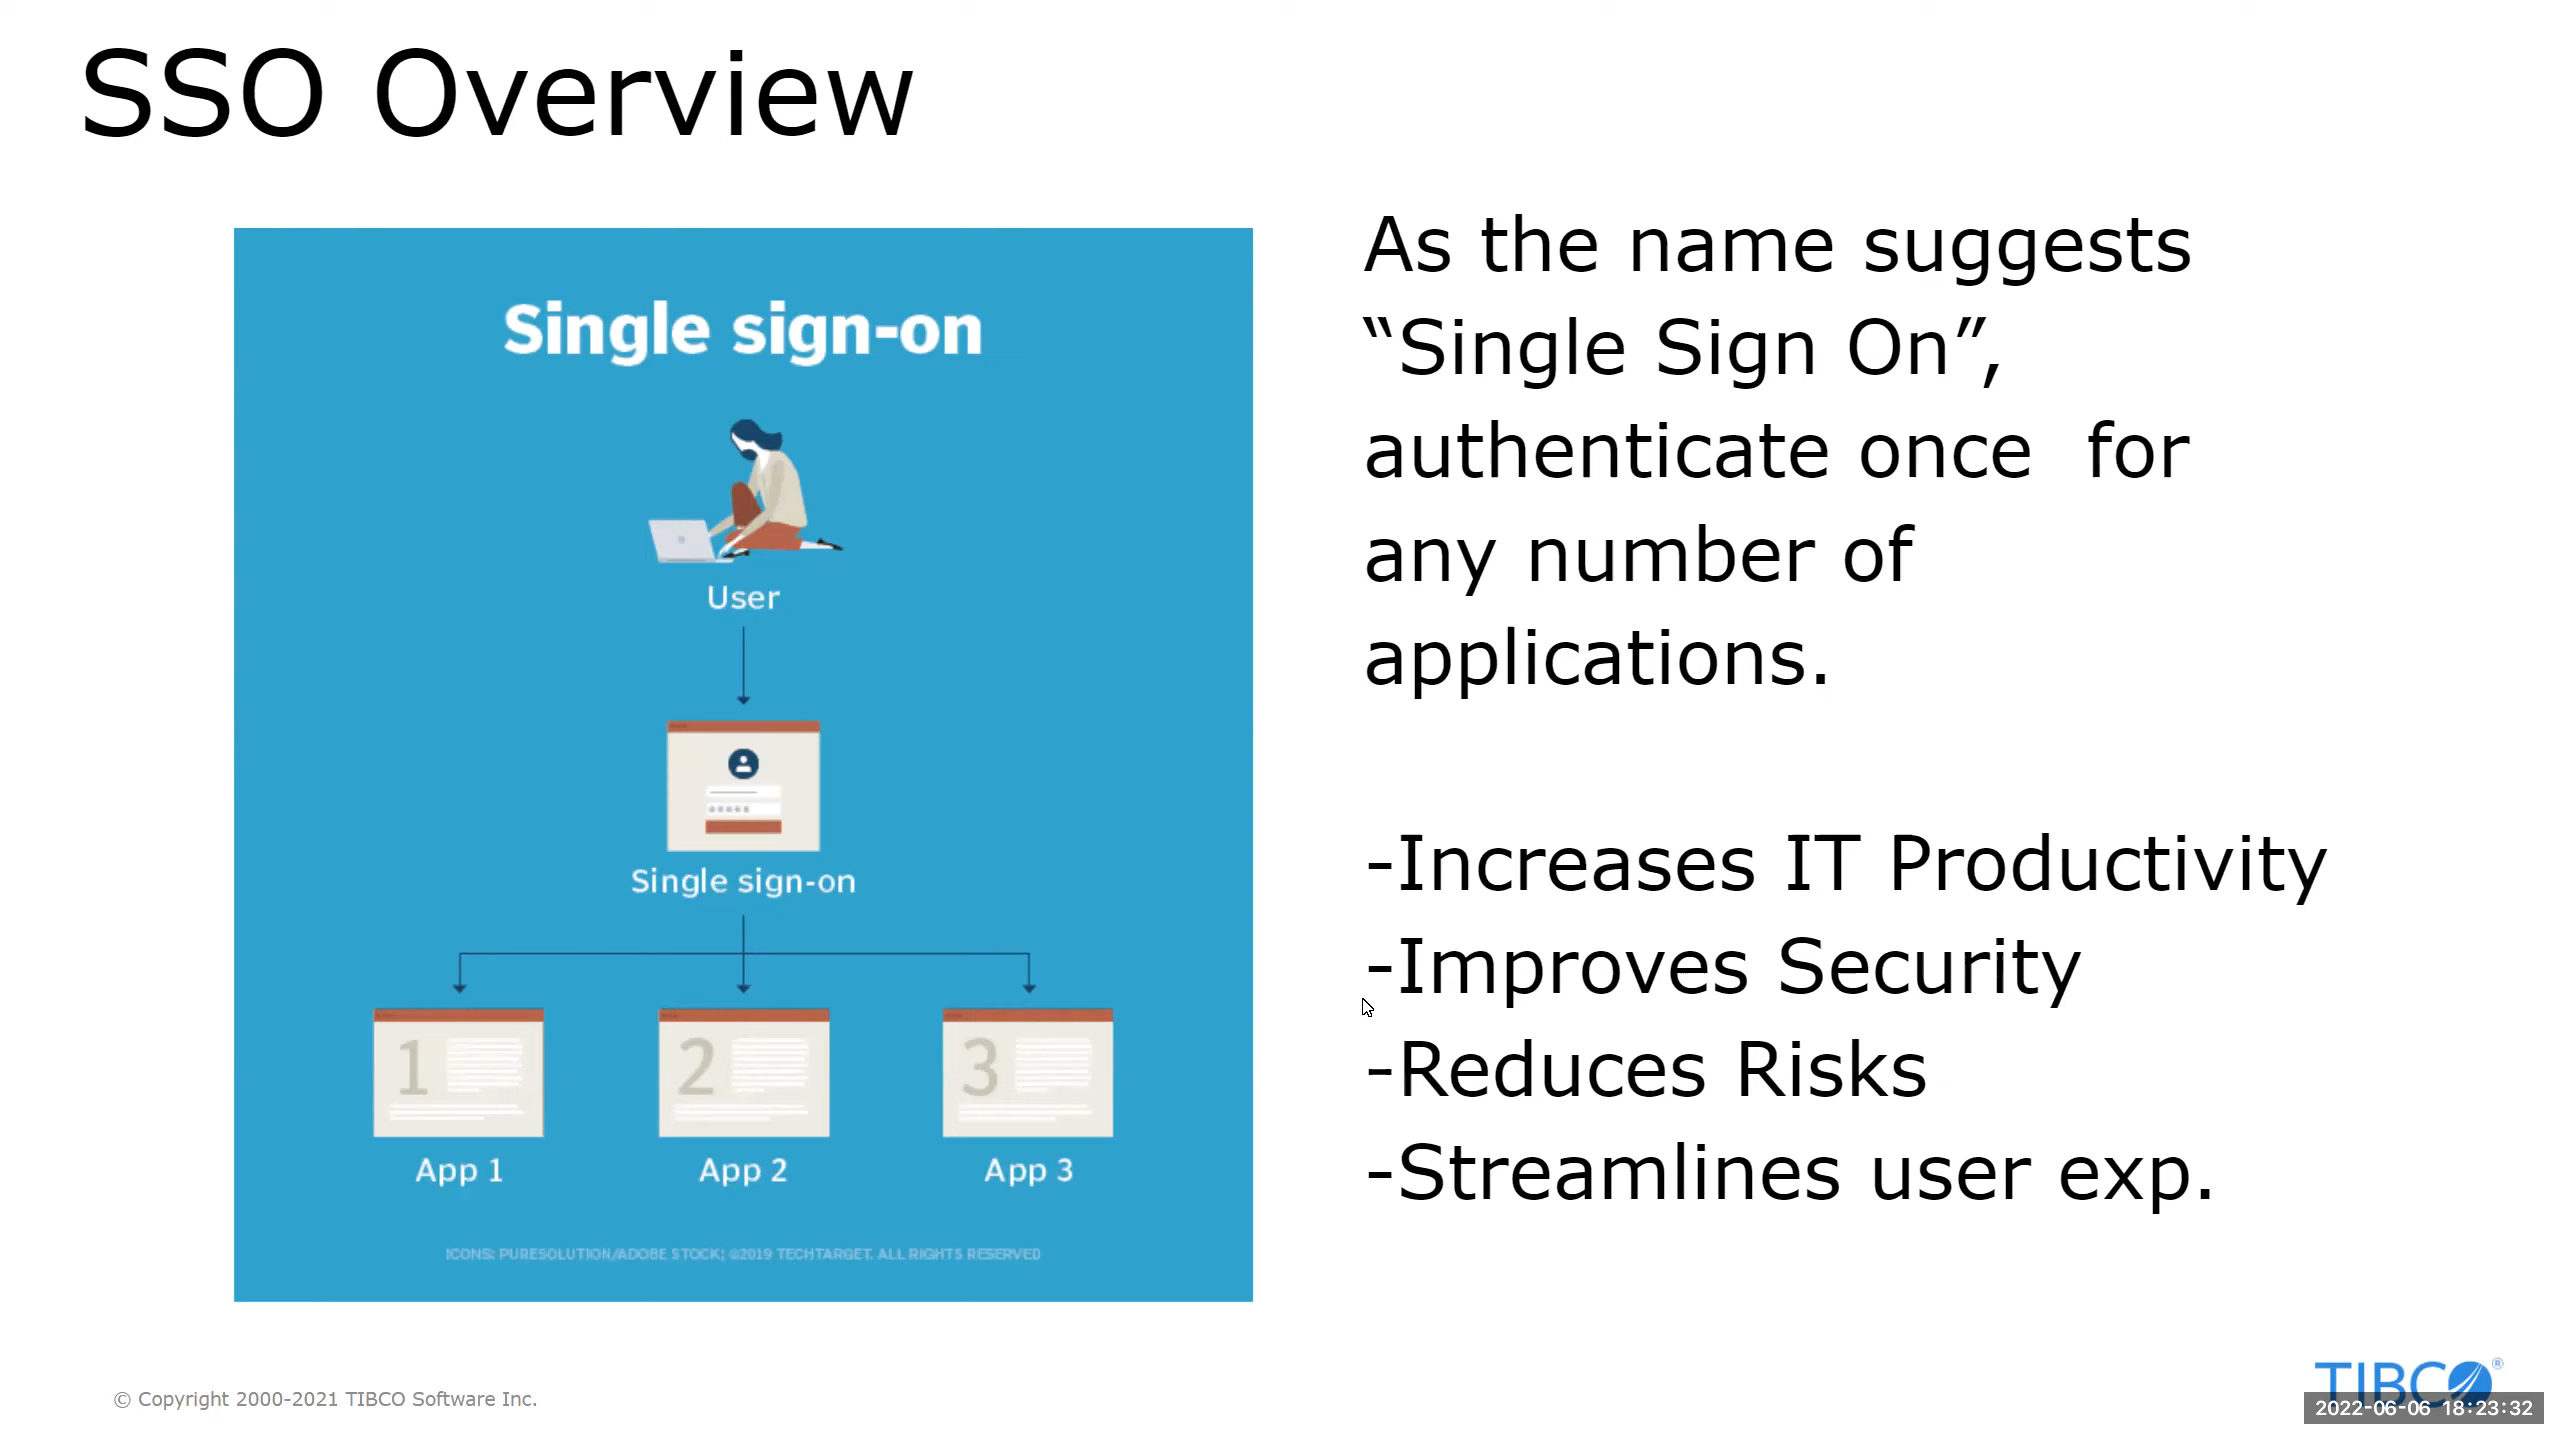 SSO Overview
Single sign-on
User
Single sign-on
1
2
3
App 1
App 2
App 3
ICONS: PURESOLUTION/ADOBE STOCK; ©2019 TECHTARGET. ALL RIGHTS RESERVED
As the name suggests
“Single Sign On”,
authenticate once  for
any number of
applications.
-Increases IT Productivity
-Improves Security
-Reduces Risks
-Streamlines user exp.
© Copyright 2000-2021 TIBCO Software Inc.
TIBCO®
2022-06-06 18:23:32